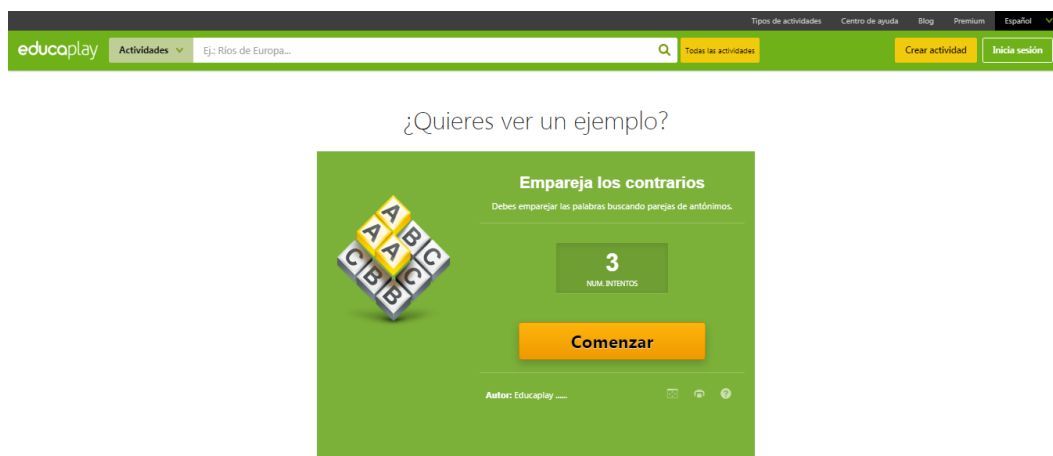 Tipos de actividades Centro de ayuda Blog Premium Español
educaplay Actividades Ej.: Ríos de Europa... Todas las actividades Crear actividad Inicia sesión
¿Quieres ver un ejemplo?
Empareja los contrarios
Debes emparejar las palabras buscando parejas de antónimos.
A
A B
A A C
C B C C
B B
B
3
NUM. INTENTOS
Comenzar
Autor: Educaplay ......